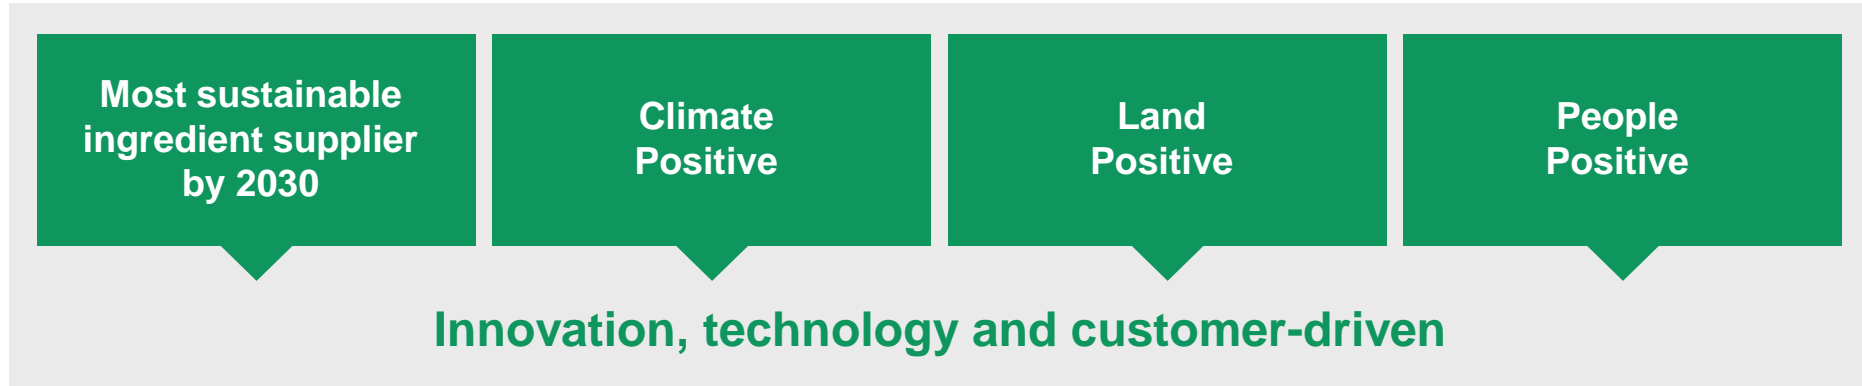 Most sustainable
ingredient supplier
by 2030
Climate
Positive
Land
Positive
People
Positive
Innovation, technology and customer-driven